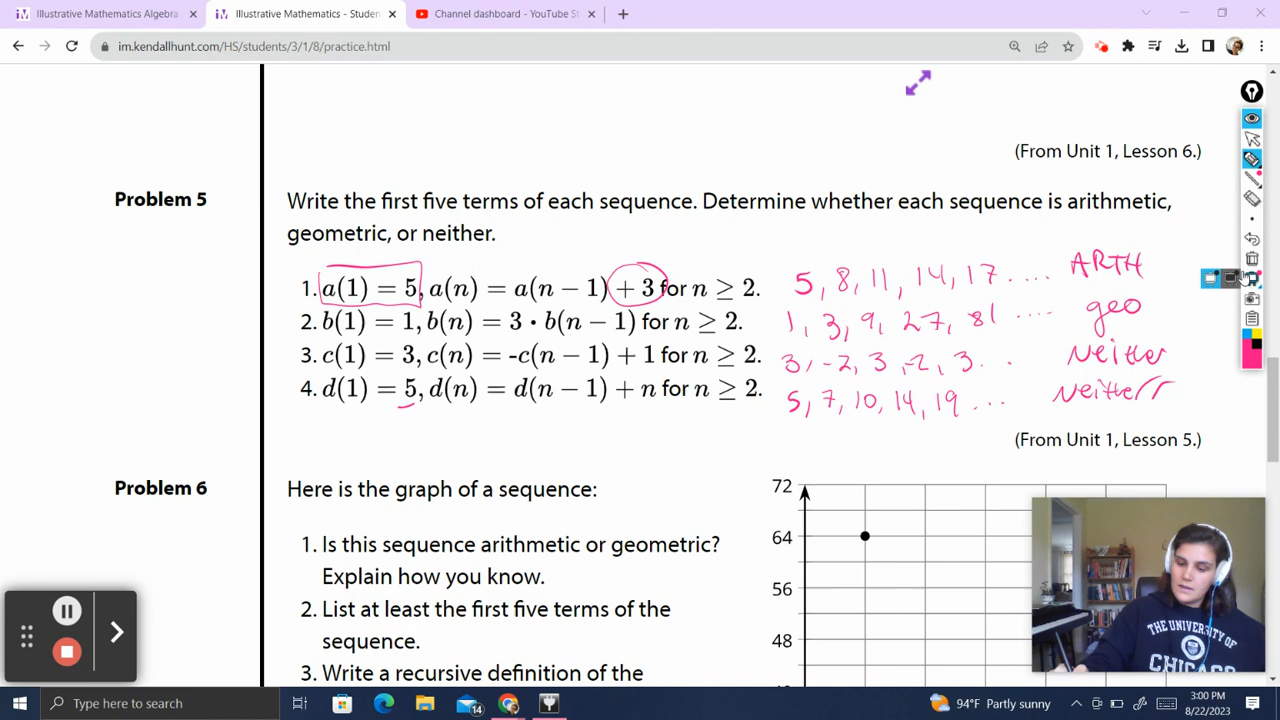 Illustrative Mathematics Algebra
Illustrative Mathematics - Studen
Channel dashboard - YouTube St
im.kendallhunt.com/HS/students/3/1/8/practice.html
(From Unit 1, Lesson 6.)
Problem 5
Write the first five terms of each sequence. Determine whether each sequence is arithmetic,
geometric, or neither.
1. a(1) = 5, a(n) = a(n − 1) + 3 for n ≥ 2. 5, 8, 11, 14, 17 .... ARTH
2. b(1) = 1, b(n) = 3 · b(n − 1) for n ≥ 2. 1, 3, 9, 27, 81 .... geo
3. c(1) = 3, c(n) = -c(n − 1) + 1 for n ≥ 2. 3, -2, 3, -2, 3... Neither
4. d(1) = 5, d(n) = d(n − 1) + n for n ≥ 2. 5, 7, 10, 14, 19 ... Neither
(From Unit 1, Lesson 5.)
Problem 6
Here is the graph of a sequence:
72
64
56
48
1. Is this sequence arithmetic or geometric?
Explain how you know.
2. List at least the first five terms of the
sequence.
3. Write a recursive definition of the
THE UNIVERSITY OF
CHICAGO
Type here to search
14
94°F Partly sunny
3:00 PM
8/22/2023